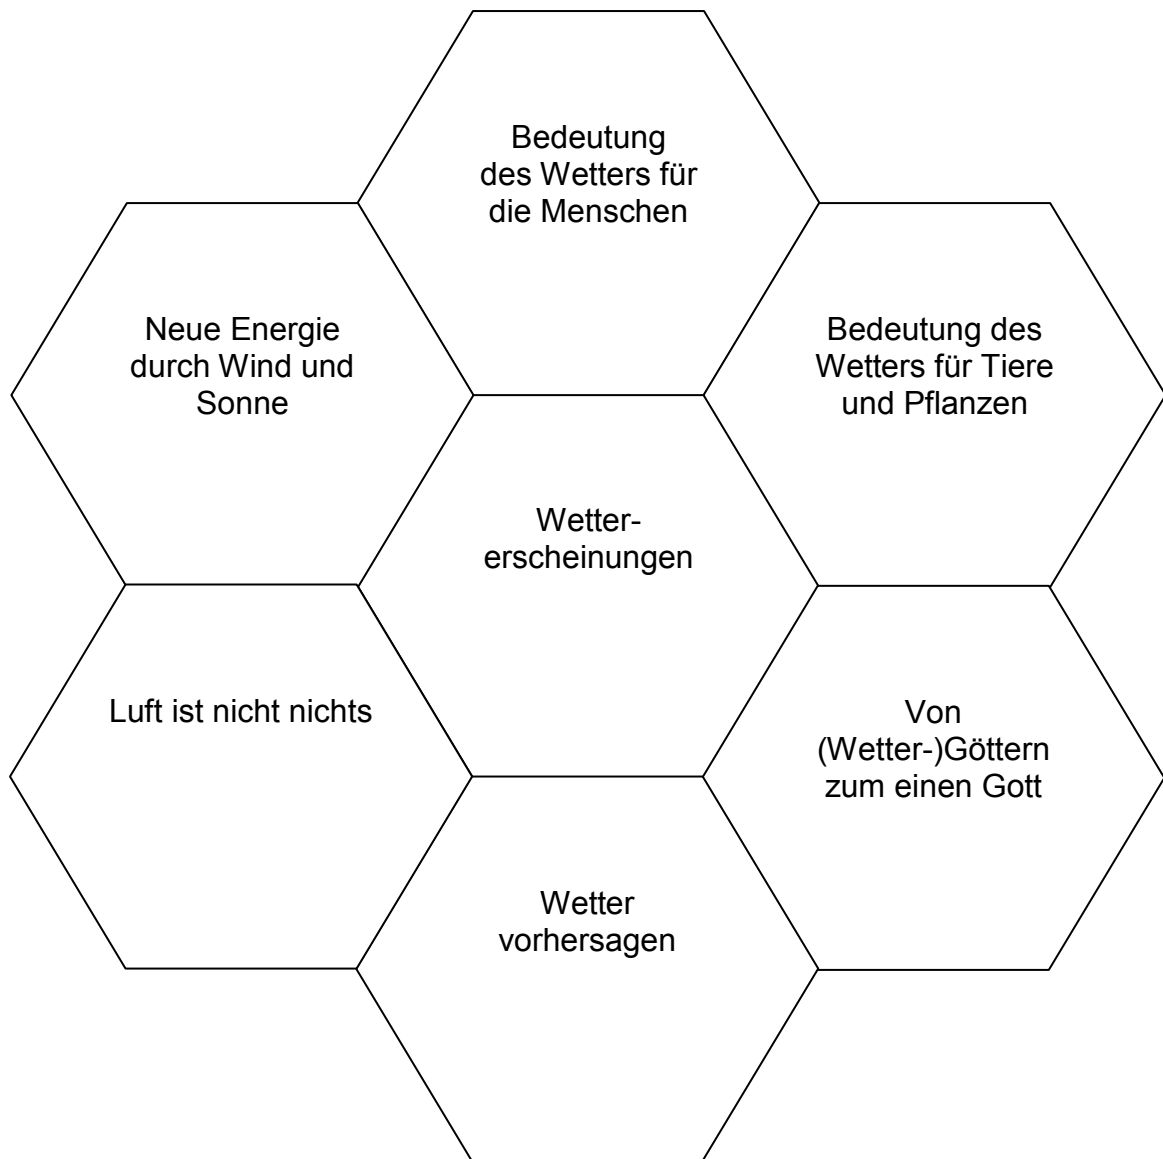 Bedeutung
des Wetters für
die Menschen
Neue Energie
durch Wind und
Sonne
Bedeutung des
Wetters für Tiere
und Pflanzen
Wetter-
erscheinungen
Luft ist nicht nichts
Von
(Wetter-)Göttern
zum einen Gott
Wetter
vorhersagen